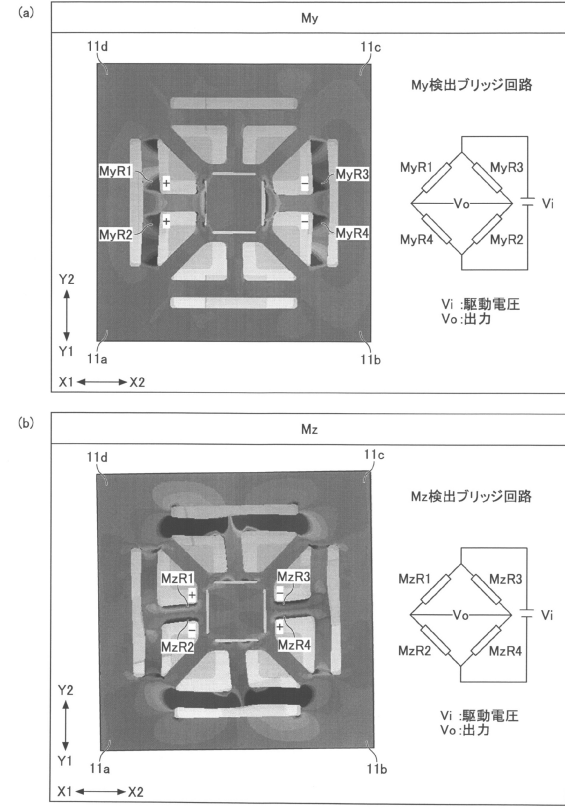 (a)
My
11d
11c
My検出ブリッジ回路
MyR1
+
MyR2
+
−
MyR3
−
MyR4
MyR1
MyR3
Vo
Vi
MyR4
MyR2
Vi :駆動電圧
Vo:出力
Y2
Y1
11a
11b
X1
X2
(b)
Mz
11d
11c
Mz検出ブリッジ回路
MzR1
MzR3
+
−
−
+
MzR2
MzR4
MzR1
MzR3
Vo
Vi
MzR2
MzR4
Vi :駆動電圧
Vo:出力
Y2
Y1
11a
11b
X1
X2